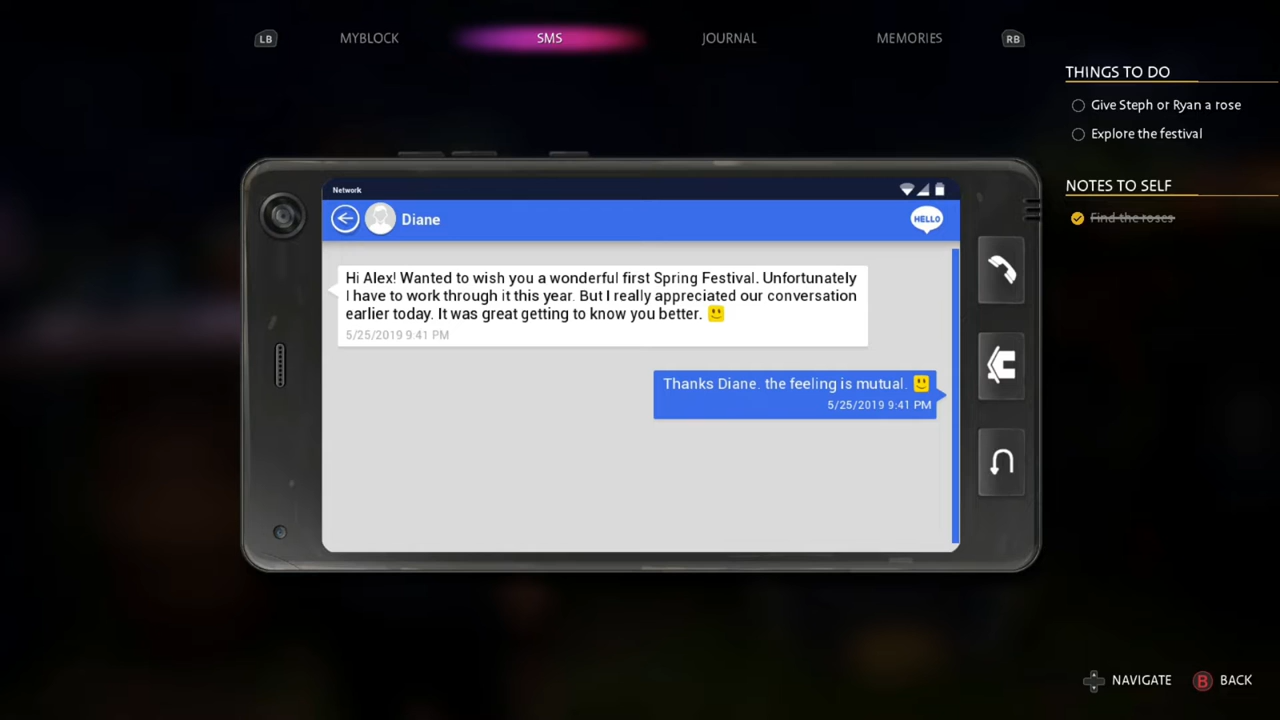 LB
MYBLOCK
SMS
JOURNAL
MEMORIES
RB
THINGS TO DO
Give Steph or Ryan a rose
Explore the festival
NOTES TO SELF
Find the roses
Network
Diane
HELLO
Hi Alex! Wanted to wish you a wonderful first Spring Festival. Unfortunately
I have to work through it this year. But I really appreciated our conversation
earlier today. It was great getting to know you better.
5/25/2019 9:41 PM
Thanks Diane. the feeling is mutual.
5/25/2019 9:41 PM
NAVIGATE
B BACK